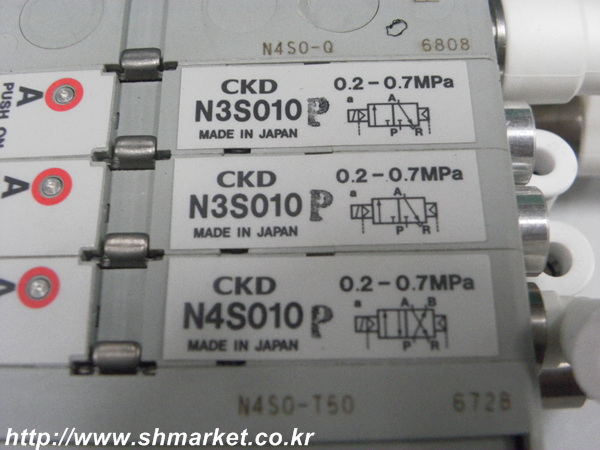 N4S0-Q 6808
CKD 0.2-0.7MPa
N3S010 P
MADE IN JAPAN
a A
P R
A
PUSH ON
CKD 0.2-0.7MPa
N3S010 P
MADE IN JAPAN
a A
P R
A
CKD 0.2-0.7MPa
N4S010 P
MADE IN JAPAN
a A B
P R
A
N4S0-T50 6728
http://www.shmarket.co.kr